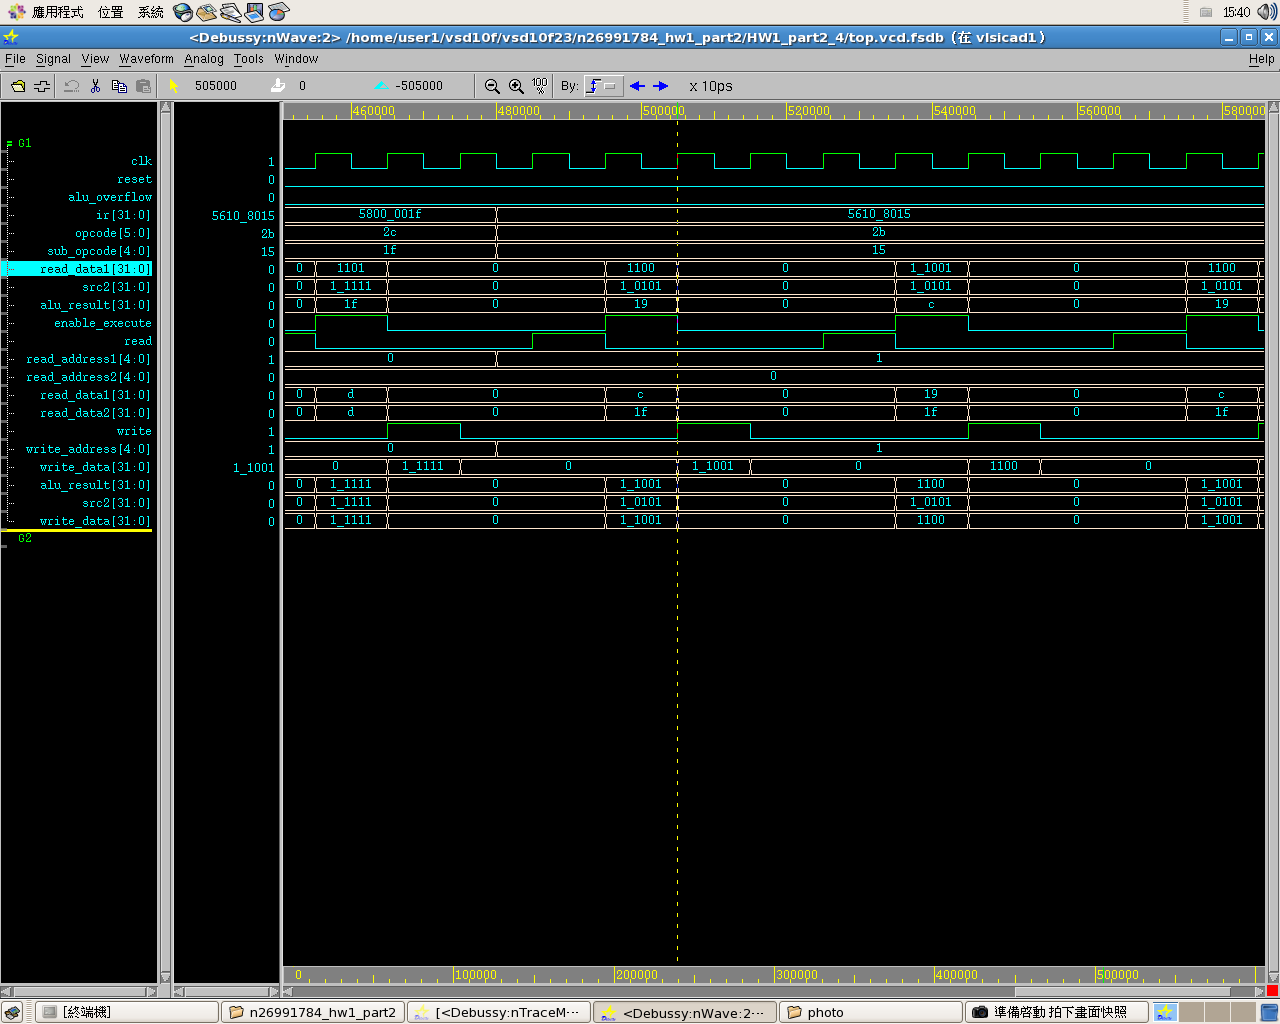 應用程式 位置 系統 15:40
<Debussy:nWave:2> /home/user1/vsd10f/vsd10f23/n26991784_hw1_part2/HW1_part2_4/top.vcd.fsdb (在 vlsicad1)
File Signal View Waveform Analog Tools Window Help
505000 0 -505000 100 % By: x 10ps
460000 480000 500000 520000 540000 560000 580000
G1
clk 1
reset 0
alu_overflow 0
ir[31:0] 5610_8015 5800_001f 5610_8015
opcode[5:0] 2b 2c 2b
sub_opcode[4:0] 15 1f 15
read_data1[31:0] 0 0 1101 0 1100 0 1_1001 0 1100
src2[31:0] 0 0 1_1111 0 1_0101 0 1_0101 0 1_0101
alu_result[31:0] 0 0 1f 0 19 0 c 0 19
enable_execute 0
read 0
read_address1[4:0] 1 0 1
read_address2[4:0] 0 0
read_data1[31:0] 0 0 d 0 c 0 19 0 c
read_data2[31:0] 0 0 d 0 1f 0 1f 0 1f
write 1
write_address[4:0] 1 0 1
write_data[31:0] 1_1001 0 1_1111 0 1_1001 0 1100 0
alu_result[31:0] 0 0 1_1111 0 1_1001 0 1100 0 1_1001
src2[31:0] 0 0 1_1111 0 1_0101 0 1_0101 0 1_0101
write_data[31:0] 0 0 1_1111 0 1_1001 0 1100 0 1_1001
G2
0 100000 200000 300000 400000 500000
[終端機] n26991784_hw1_part2 [<Debussy:nTraceM··· <Debussy:nWave:2··· photo 準備啓動 拍下畫面快照